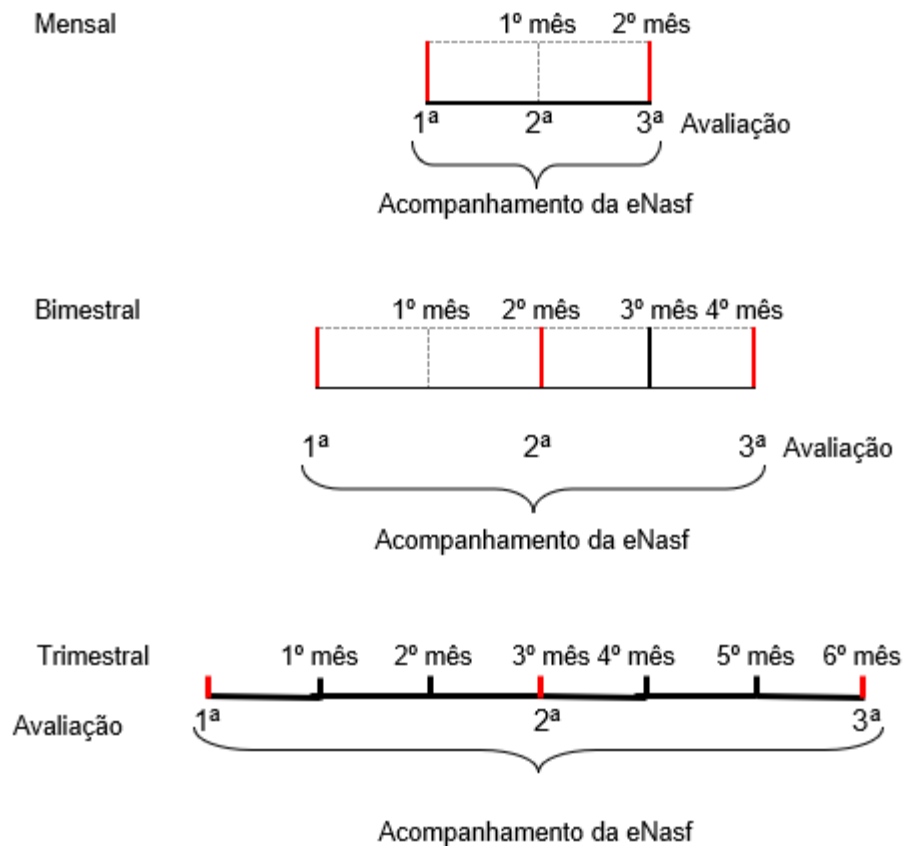 Mensal 1º mês 2º mês
1ª 2ª 3ª Avaliação
Acompanhamento da eNasf
Bimestral 1º mês 2º mês 3º mês 4º mês
1ª 2ª 3ª Avaliação
Acompanhamento da eNasf
Trimestral 1º mês 2º mês 3º mês 4º mês 5º mês 6º mês
Avaliação 1ª 2ª 3ª
Acompanhamento da eNasf